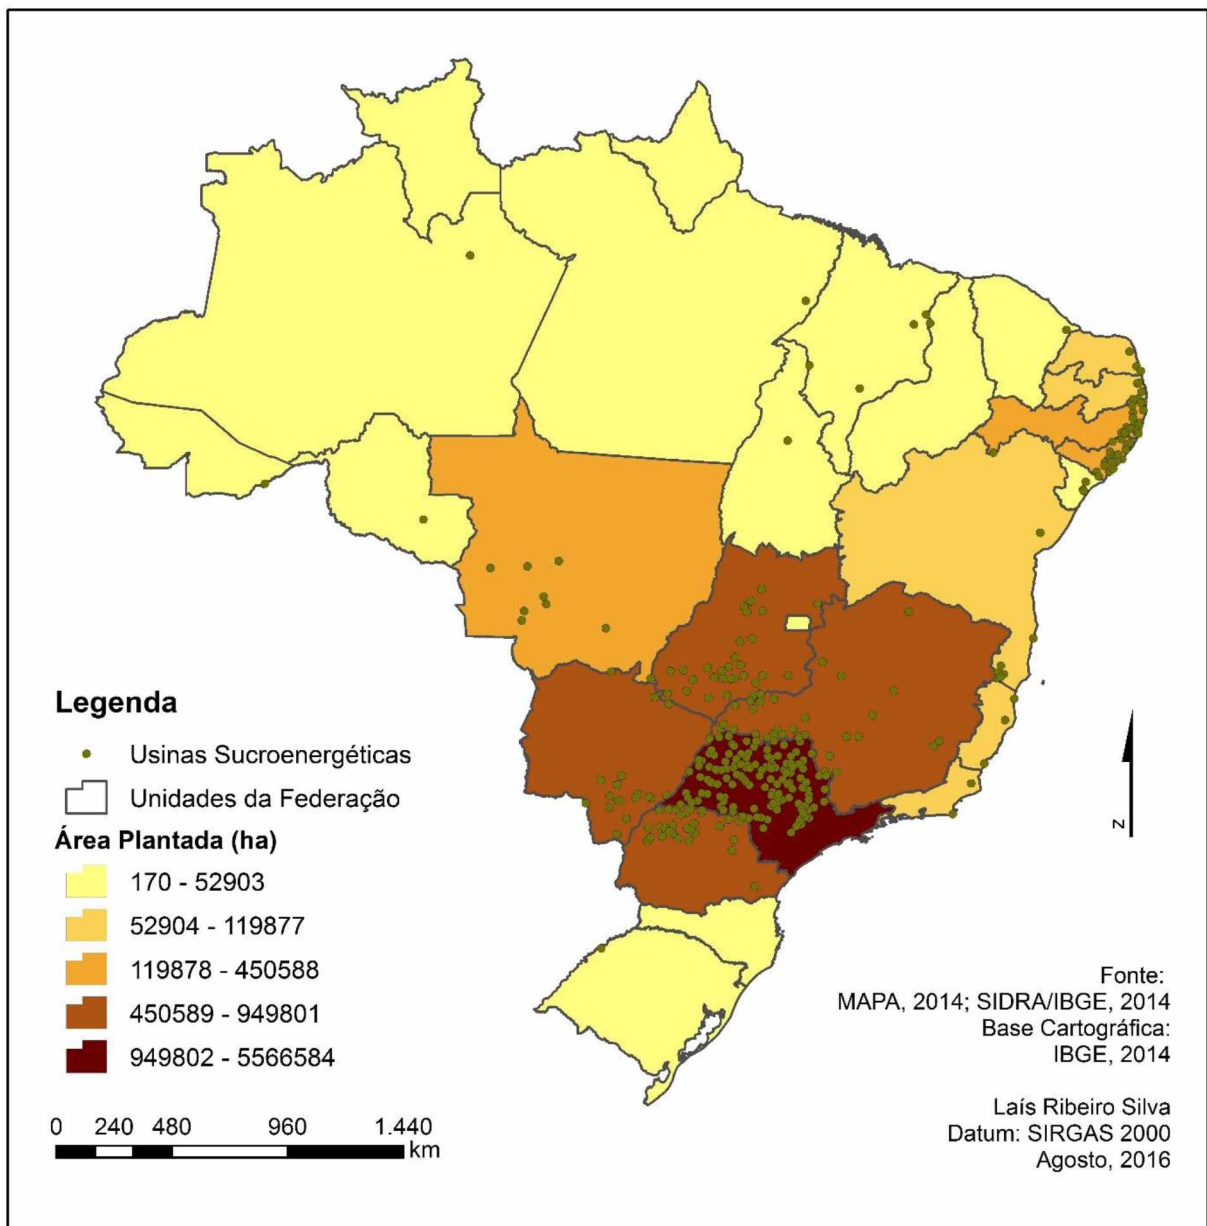 Legenda
Usinas Sucroenergéticas
Unidades da Federação
Área Plantada (ha)
170 - 52903
52904 - 119877
119878 - 450588
450589 - 949801
949802 - 5566584
0 240 480 960 1.440
km
N
Fonte:
MAPA, 2014; SIDRA/IBGE, 2014
Base Cartográfica:
IBGE, 2014
Laís Ribeiro Silva
Datum: SIRGAS 2000
Agosto, 2016